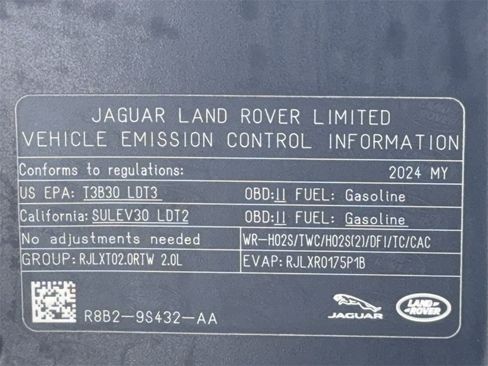 JAGUAR LAND ROVER LIMITED
VEHICLE EMISSION CONTROL INFORMATION
Conforms to regulations: 2024 MY
US EPA: T3B30 LDT3 OBD:II FUEL: Gasoline
California: SULEV30 LDT2 OBD:II FUEL: Gasoline
No adjustments needed WR-HO2S/TWC/HO2S(2)/DFI/TC/CAC
GROUP: RJLXT02.0RTW 2.0L EVAP: RJLXR0175P1B
R8B2-9S432-AA
JAGUAR
LAND-ROVER